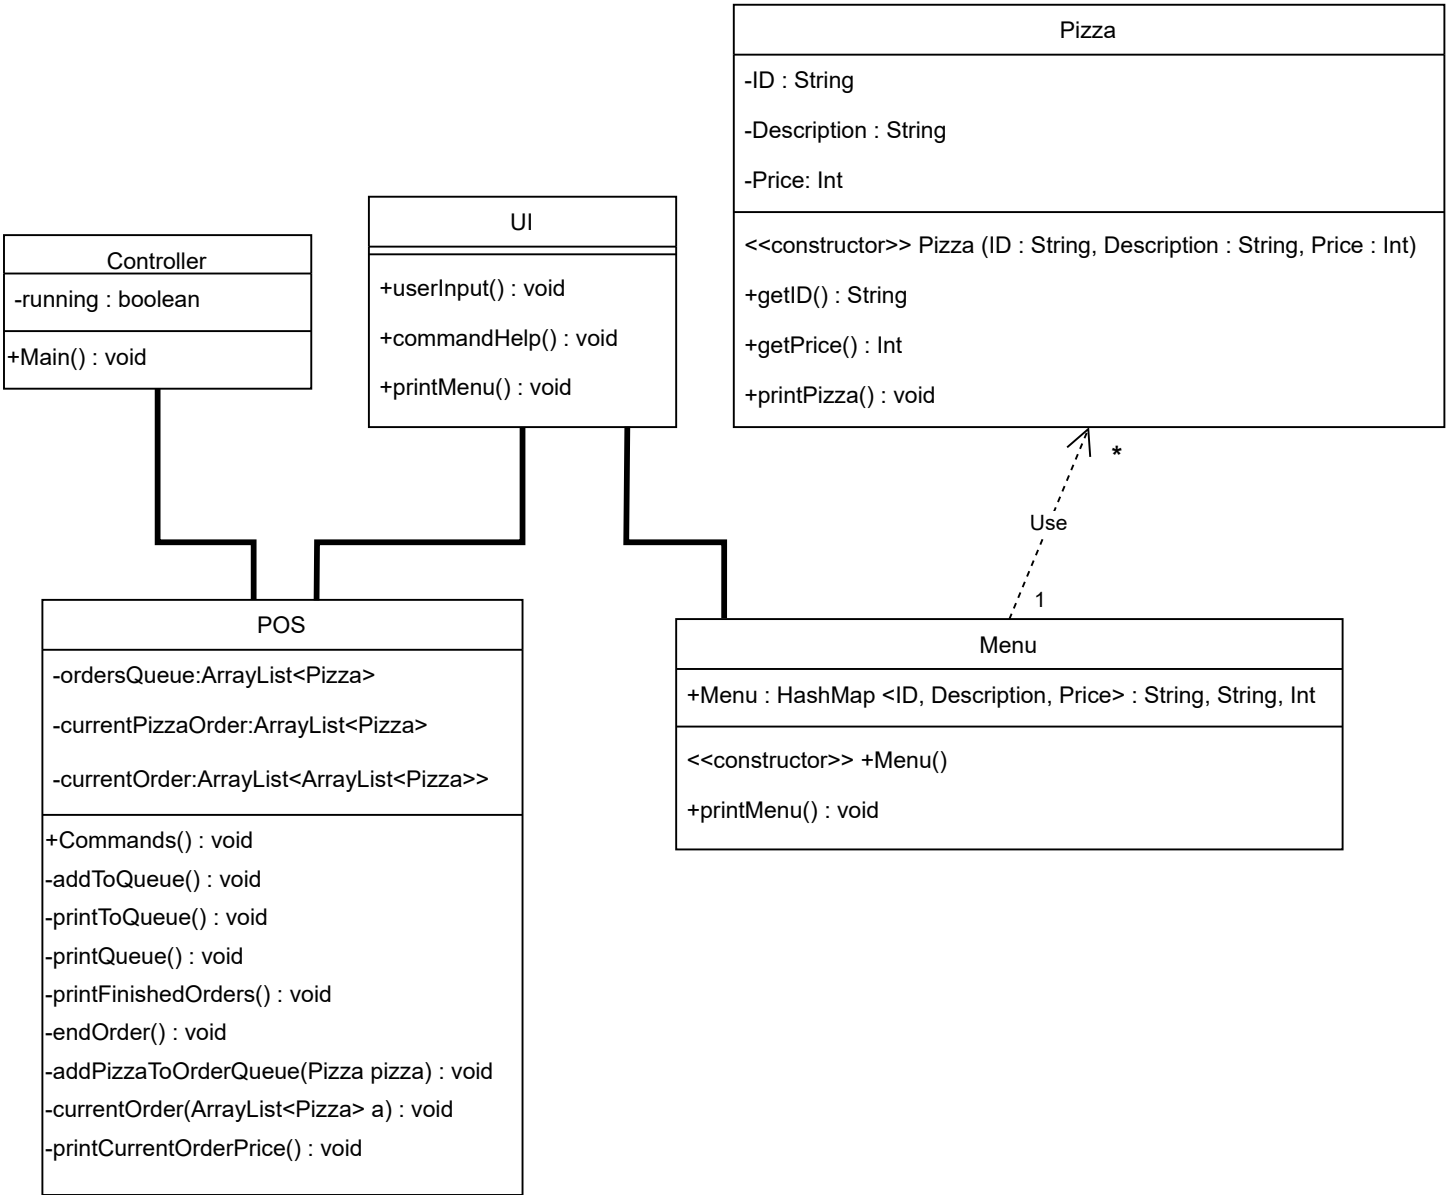 Pizza
-ID : String
-Description : String
-Price: Int
<<constructor>> Pizza (ID : String, Description : String, Price : Int)
+getID() : String
+getPrice() : Int
+printPizza() : void
UI
+userInput() : void
+commandHelp() : void
+printMenu() : void
Controller
-running : boolean
+Main() : void
*
Use
1
POS
-ordersQueue:ArrayList<Pizza>
-currentPizzaOrder:ArrayList<Pizza>
-currentOrder:ArrayList<ArrayList<Pizza>>
+Commands() : void
-addToQueue() : void
-printToQueue() : void
-printQueue() : void
-printFinishedOrders() : void
-endOrder() : void
-addPizzaToOrderQueue(Pizza pizza) : void
-currentOrder(ArrayList<Pizza> a) : void
-printCurrentOrderPrice() : void
Menu
+Menu : HashMap <ID, Description, Price> : String, String, Int
<<constructor>> +Menu()
+printMenu() : void